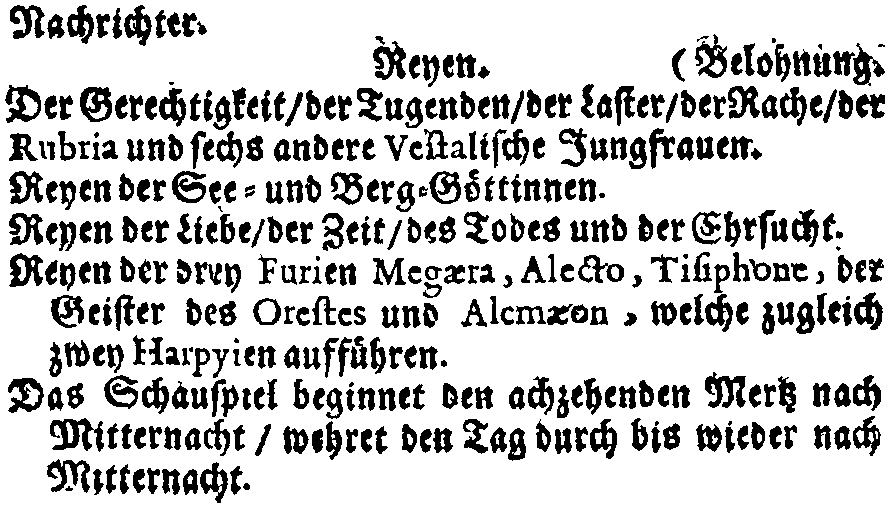 Nachrichter.
Reyen. (Belohnung.
Der Gerechtigkeit/der Tugenden/der Laster/der Rache/der
Rubria und sechs andere Vestalische Jungfrauen.
Reyen der See- und Berg-Göttinnen.
Reyen der Liebe/der Zeit/des Todes und der Ehrsucht.
Reyen der drey Furien Megæra, Alecto, Tisiphone, der
Geister des Orestes und Alcmæon, welche zugleich
zwey Harpyien aufführen.
Das Schauspiel beginnet den achzehenden Mertz nach
Mitternacht / wehret den Tag durch bis wieder nach
Mitternacht.